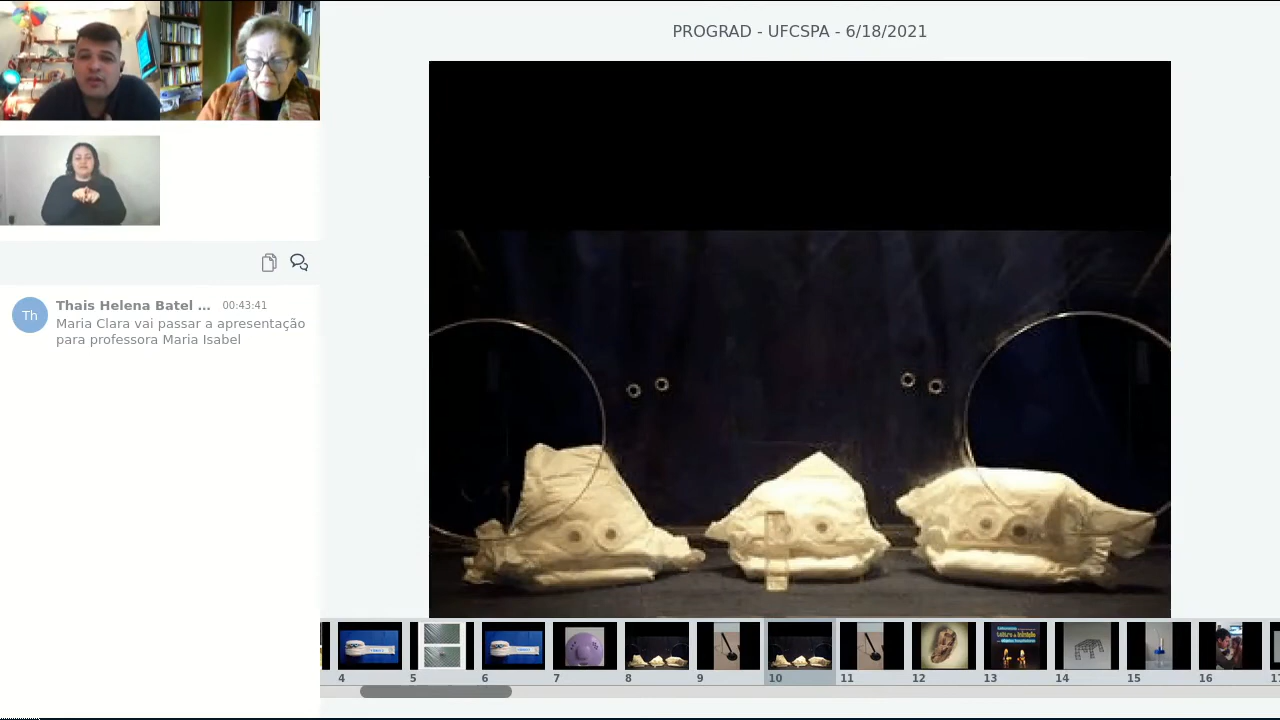 PROGRAD - UFCSPA - 6/18/2021
Th
Thais Helena Batel ...
00:43:41
Maria Clara vai passar a apresentação
para professora Maria Isabel
4
5
6
7
8
9
10
11
12
13
14
15
16